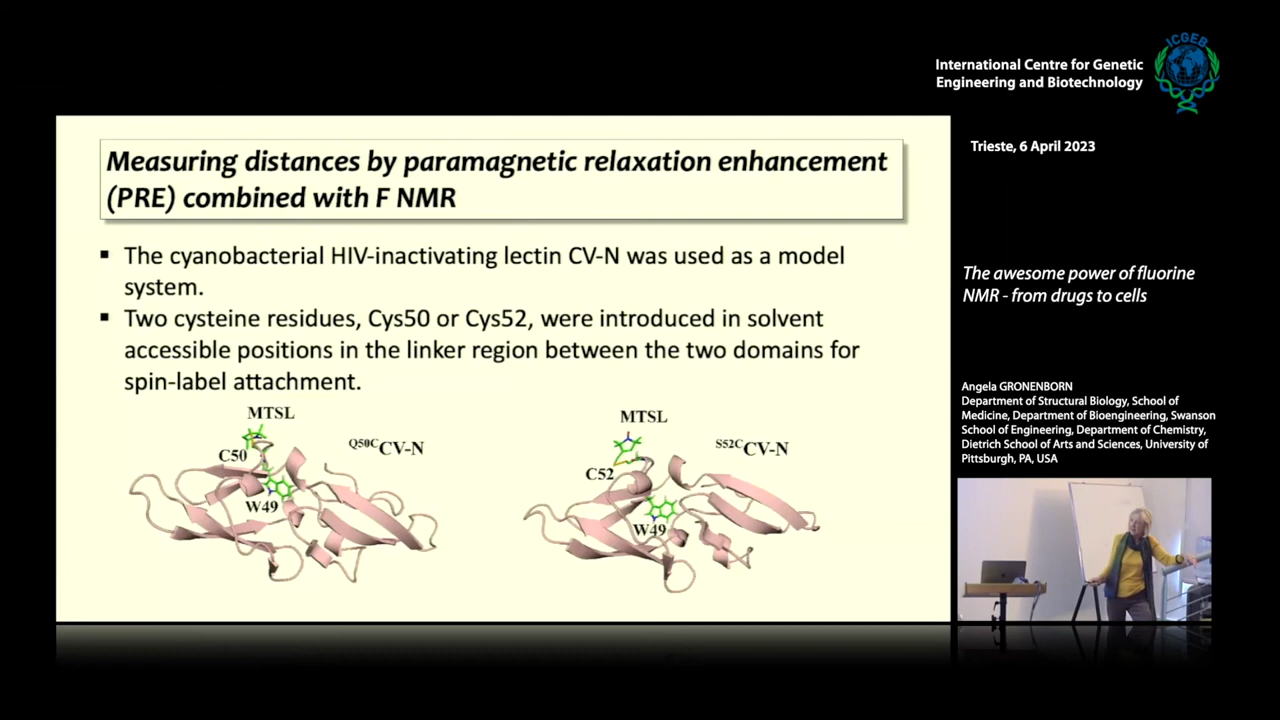 ICGEB
International Centre for Genetic
Engineering and Biotechnology
Trieste, 6 April 2023
Measuring distances by paramagnetic relaxation enhancement
(PRE) combined with F NMR
▪ The cyanobacterial HIV-inactivating lectin CV-N was used as a model
system.
▪ Two cysteine residues, Cys50 or Cys52, were introduced in solvent
accessible positions in the linker region between the two domains for
spin-label attachment.
MTSL
C50
Q50CCV-N
W49
MTSL
C52
S52CCV-N
W49
The awesome power of fluorine
NMR - from drugs to cells
Angela GRONENBORN
Department of Structural Biology, School of
Medicine, Department of Bioengineering, Swanson
School of Engineering, Department of Chemistry,
Dietrich School of Arts and Sciences, University of
Pittsburgh, PA, USA